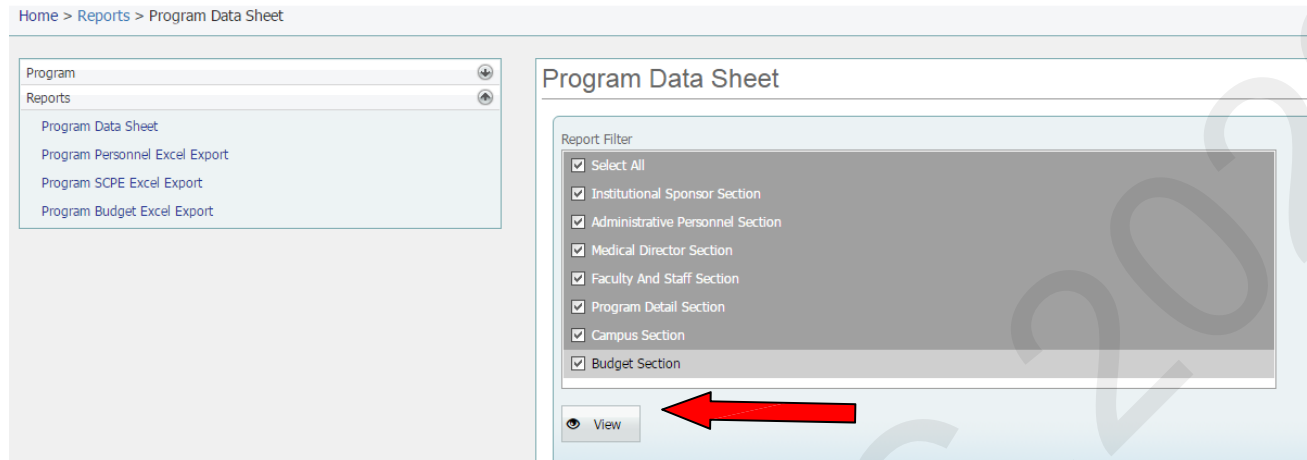 Home > Reports > Program Data Sheet
Program
Reports
Program Data Sheet
Program Personnel Excel Export
Program SCPE Excel Export
Program Budget Excel Export
Program Data Sheet
Report Filter
Select All
Institutional Sponsor Section
Administrative Personnel Section
Medical Director Section
Faculty And Staff Section
Program Detail Section
Campus Section
Budget Section
View